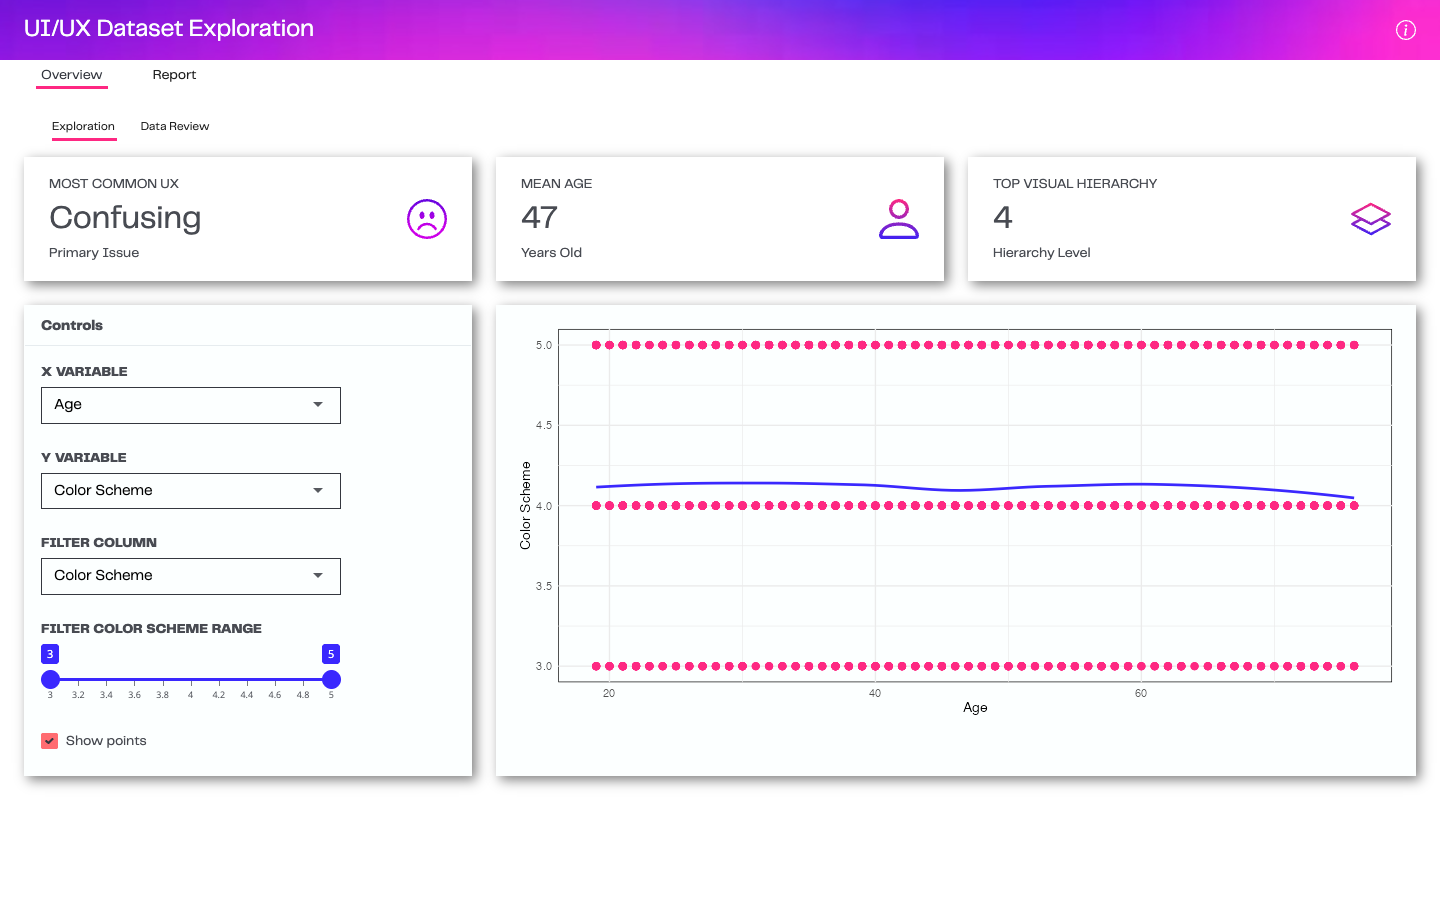 UI/UX Dataset Exploration
Overview Report
Exploration Data Review
MOST COMMON UX
Confusing
Primary Issue
MEAN AGE
47
Years Old
TOP VISUAL HIERARCHY
4
Hierarchy Level
Controls
X VARIABLE
Age
Y VARIABLE
Color Scheme
FILTER COLUMN
Color Scheme
FILTER COLOR SCHEME RANGE
3 5
3 3.2 3.4 3.6 3.8 4 4.2 4.4 4.6 4.8 5
Show points
Color Scheme
5.0
4.5
4.0
3.5
3.0
20 40 60
Age